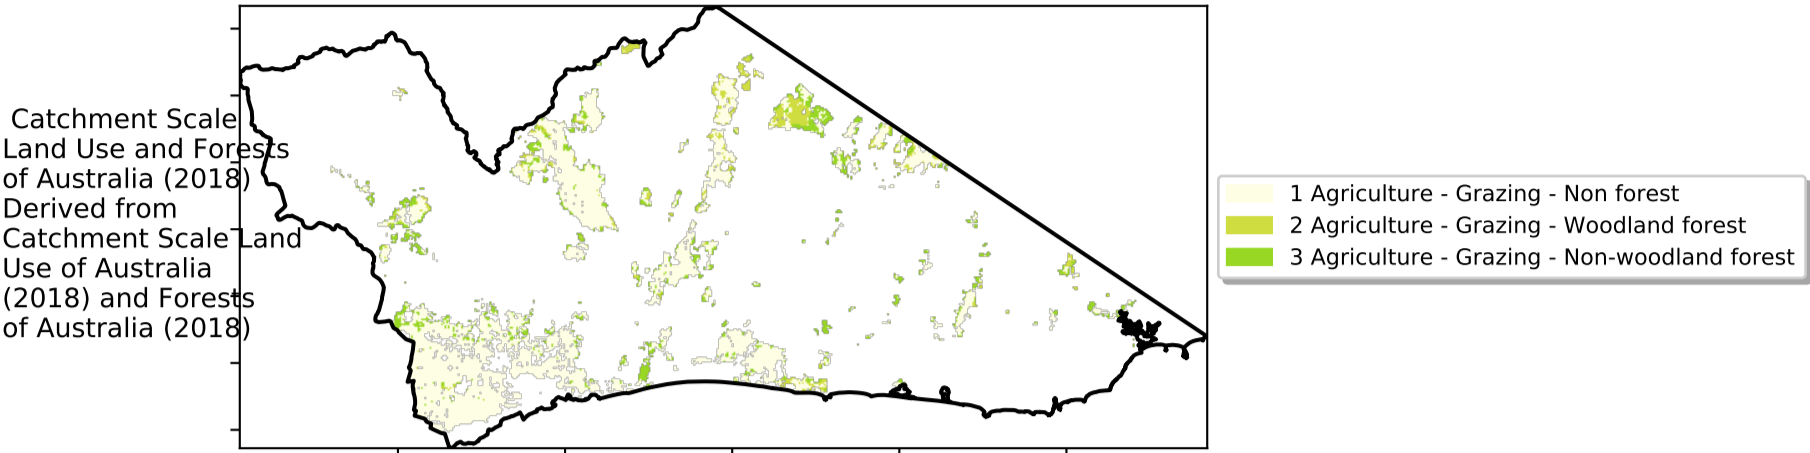 Catchment Scale
Land Use and Forests
of Australia (2018)
Derived from
Catchment Scale Land
Use of Australia
(2018) and Forests
of Australia (2018)
1 Agriculture - Grazing - Non forest
2 Agriculture - Grazing - Woodland forest
3 Agriculture - Grazing - Non-woodland forest